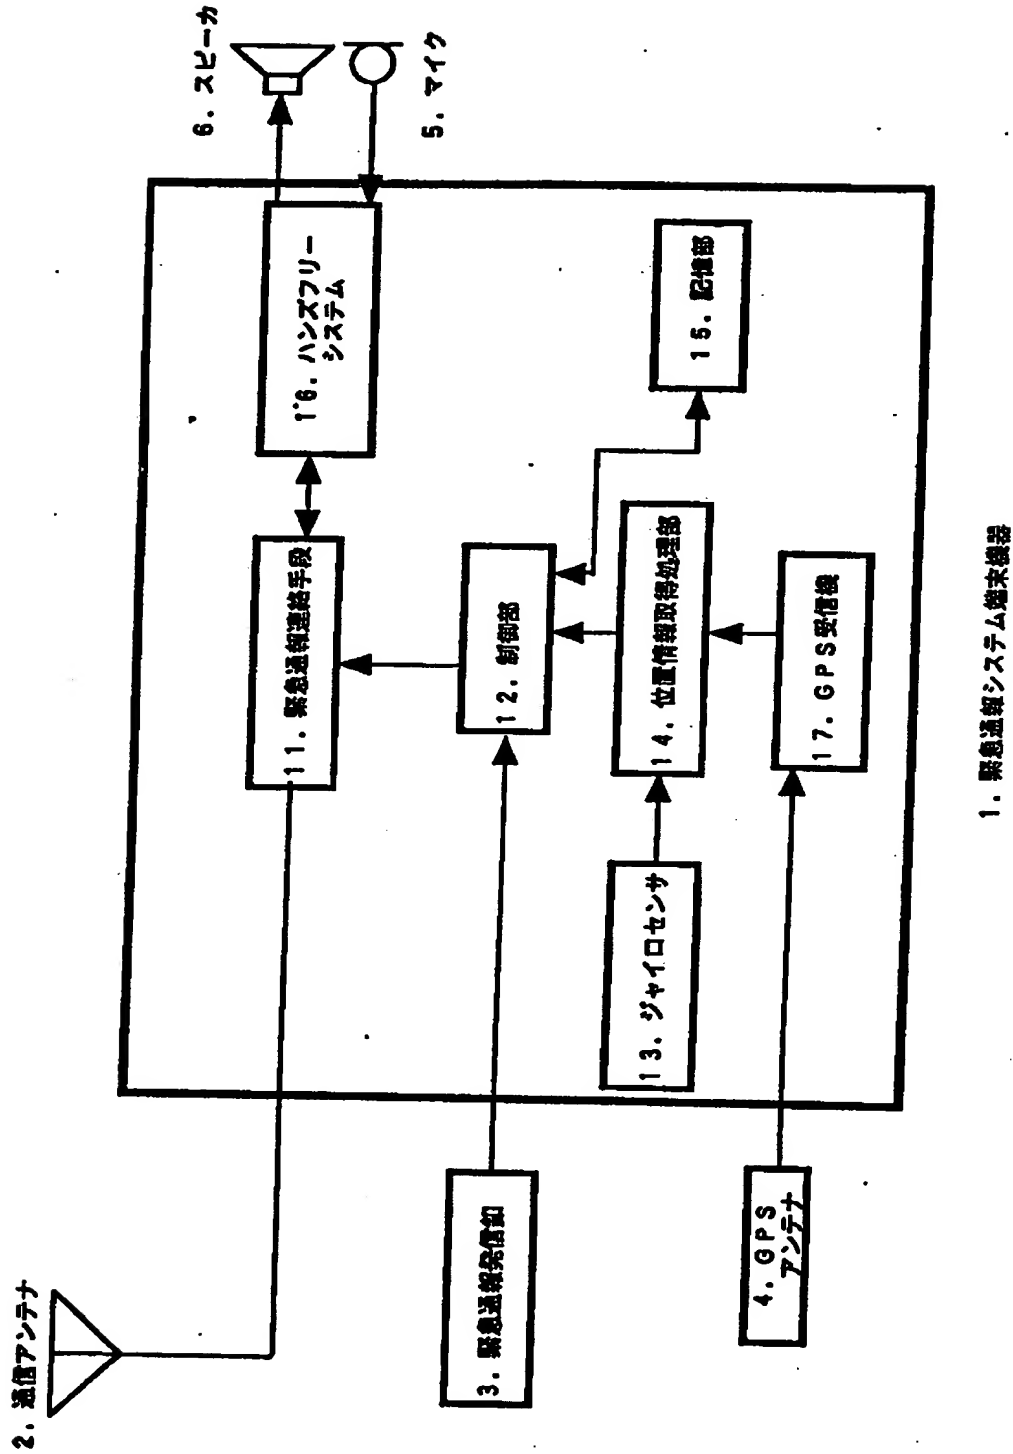 2. 通信アンテナ
6. スピーカ
11. 緊急通報連絡手段
16. ハンズフリー
システム
5. マイク
3. 緊急通報発信釦
12. 制御部
13. ジャイロセンサ
14. 位置情報取得処理部
15. 記憶部
4. GPS
アンテナ
17. GPS受信機
1. 緊急通報システム端末機器